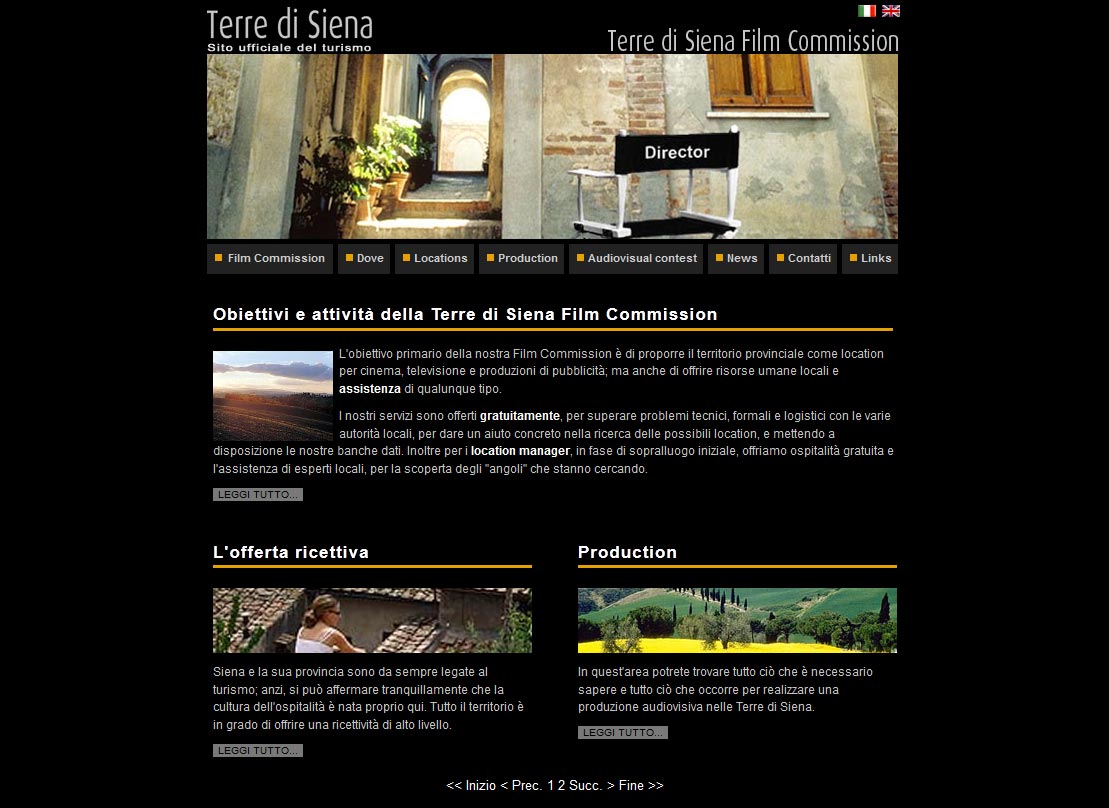 Terre di Siena
Sito ufficiale del turismo
Terre di Siena Film Commission
Director
Film Commission
Dove
Locations
Production
Audiovisual contest
News
Contatti
Links
Obiettivi e attività della Terre di Siena Film Commission
L'obiettivo primario della nostra Film Commission è di proporre il territorio provinciale come location
per cinema, televisione e produzioni di pubblicità; ma anche di offrire risorse umane locali e
assistenza di qualunque tipo.
I nostri servizi sono offerti gratuitamente, per superare problemi tecnici, formali e logistici con le varie
autorità locali, per dare un aiuto concreto nella ricerca delle possibili location, e mettendo a
disposizione le nostre banche dati. Inoltre per i location manager, in fase di sopralluogo iniziale, offriamo ospitalità gratuita e
l'assistenza di esperti locali, per la scoperta degli "angoli" che stanno cercando.
LEGGI TUTTO...
L'offerta ricettiva
Siena e la sua provincia sono da sempre legate al
turismo; anzi, si può affermare tranquillamente che la
cultura dell'ospitalità è nata proprio qui. Tutto il territorio è
in grado di offrire una ricettività di alto livello.
LEGGI TUTTO...
Production
In quest'area potrete trovare tutto ciò che è necessario
sapere e tutto ciò che occorre per realizzare una
produzione audiovisiva nelle Terre di Siena.
LEGGI TUTTO...
<< Inizio < Prec. 1 2 Succ. > Fine >>